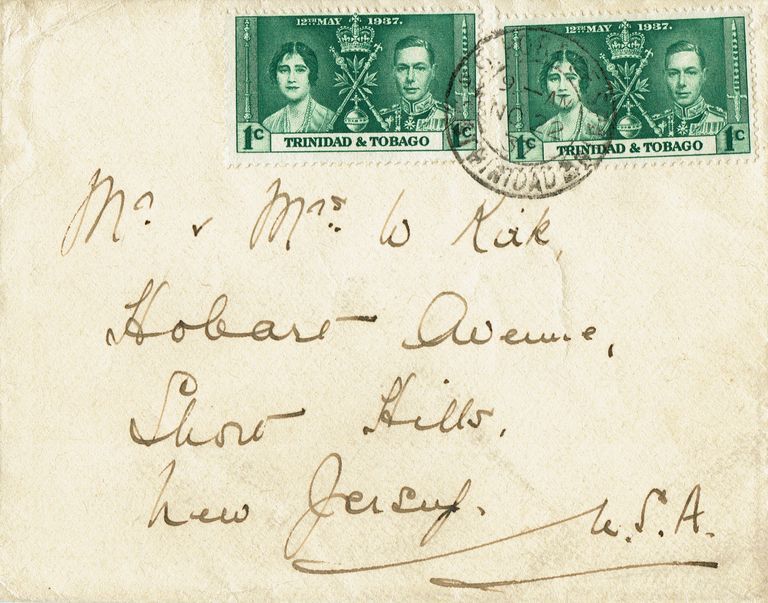 12TH MAY 1937.
1c 1c
TRINIDAD & TOBAGO
12TH MAY 1937.
1c 1c
TRINIDAD & TOBAGO
TRINIDAD
Mr & Mrs W Kirk,
Hobart Avenue,
Short Hills,
New Jersey.
U.S.A.